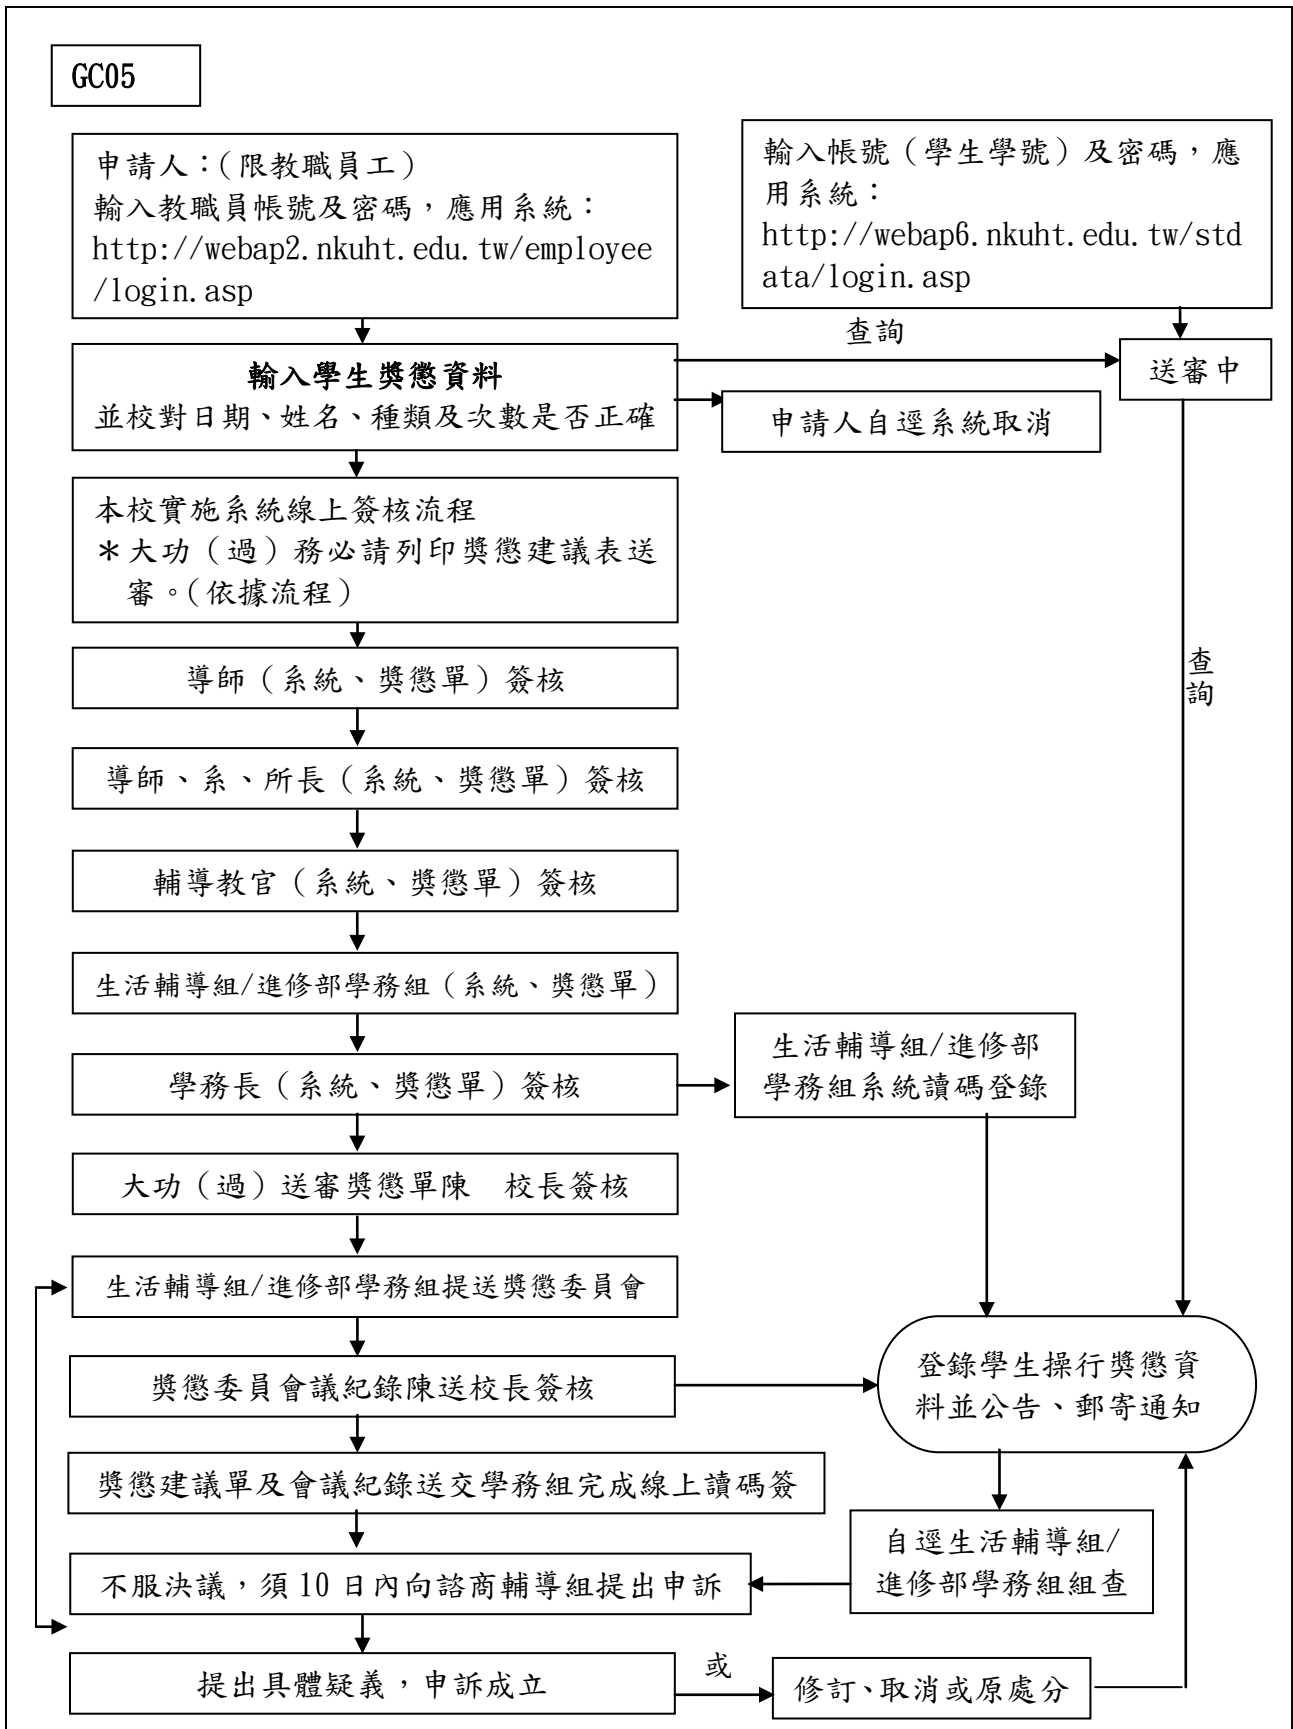 GC05
申請人：(限教職員工)
輸入教職員帳號及密碼，應用系統：
http://webap2.nkuht.edu.tw/employee
/login.asp
輸入帳號（學生學號）及密碼，應
用系統：
http://webap6.nkuht.edu.tw/std
ata/login.asp
查詢
輸入學生獎懲資料
並校對日期、姓名、種類及次數是否正確
送審中
申請人自逕系統取消
本校實施系統線上簽核流程
＊大功（過）務必請列印獎懲建議表送
審。(依據流程)
導師（系統、獎懲單）簽核
查
詢
導師、系、所長（系統、獎懲單）簽核
輔導教官（系統、獎懲單）簽核
生活輔導組/進修部學務組（系統、獎懲單）
學務長（系統、獎懲單）簽核
生活輔導組/進修部
學務組系統讀碼登錄
大功（過）送審獎懲單陳　校長簽核
生活輔導組/進修部學務組提送獎懲委員會
獎懲委員會議紀錄陳送校長簽核
登錄學生操行獎懲資
料並公告、郵寄通知
獎懲建議單及會議紀錄送交學務組完成線上讀碼簽
自逕生活輔導組/
進修部學務組組查
不服決議，須 10 日內向諮商輔導組提出申訴
提出具體疑義，申訴成立
或
修訂、取消或原處分